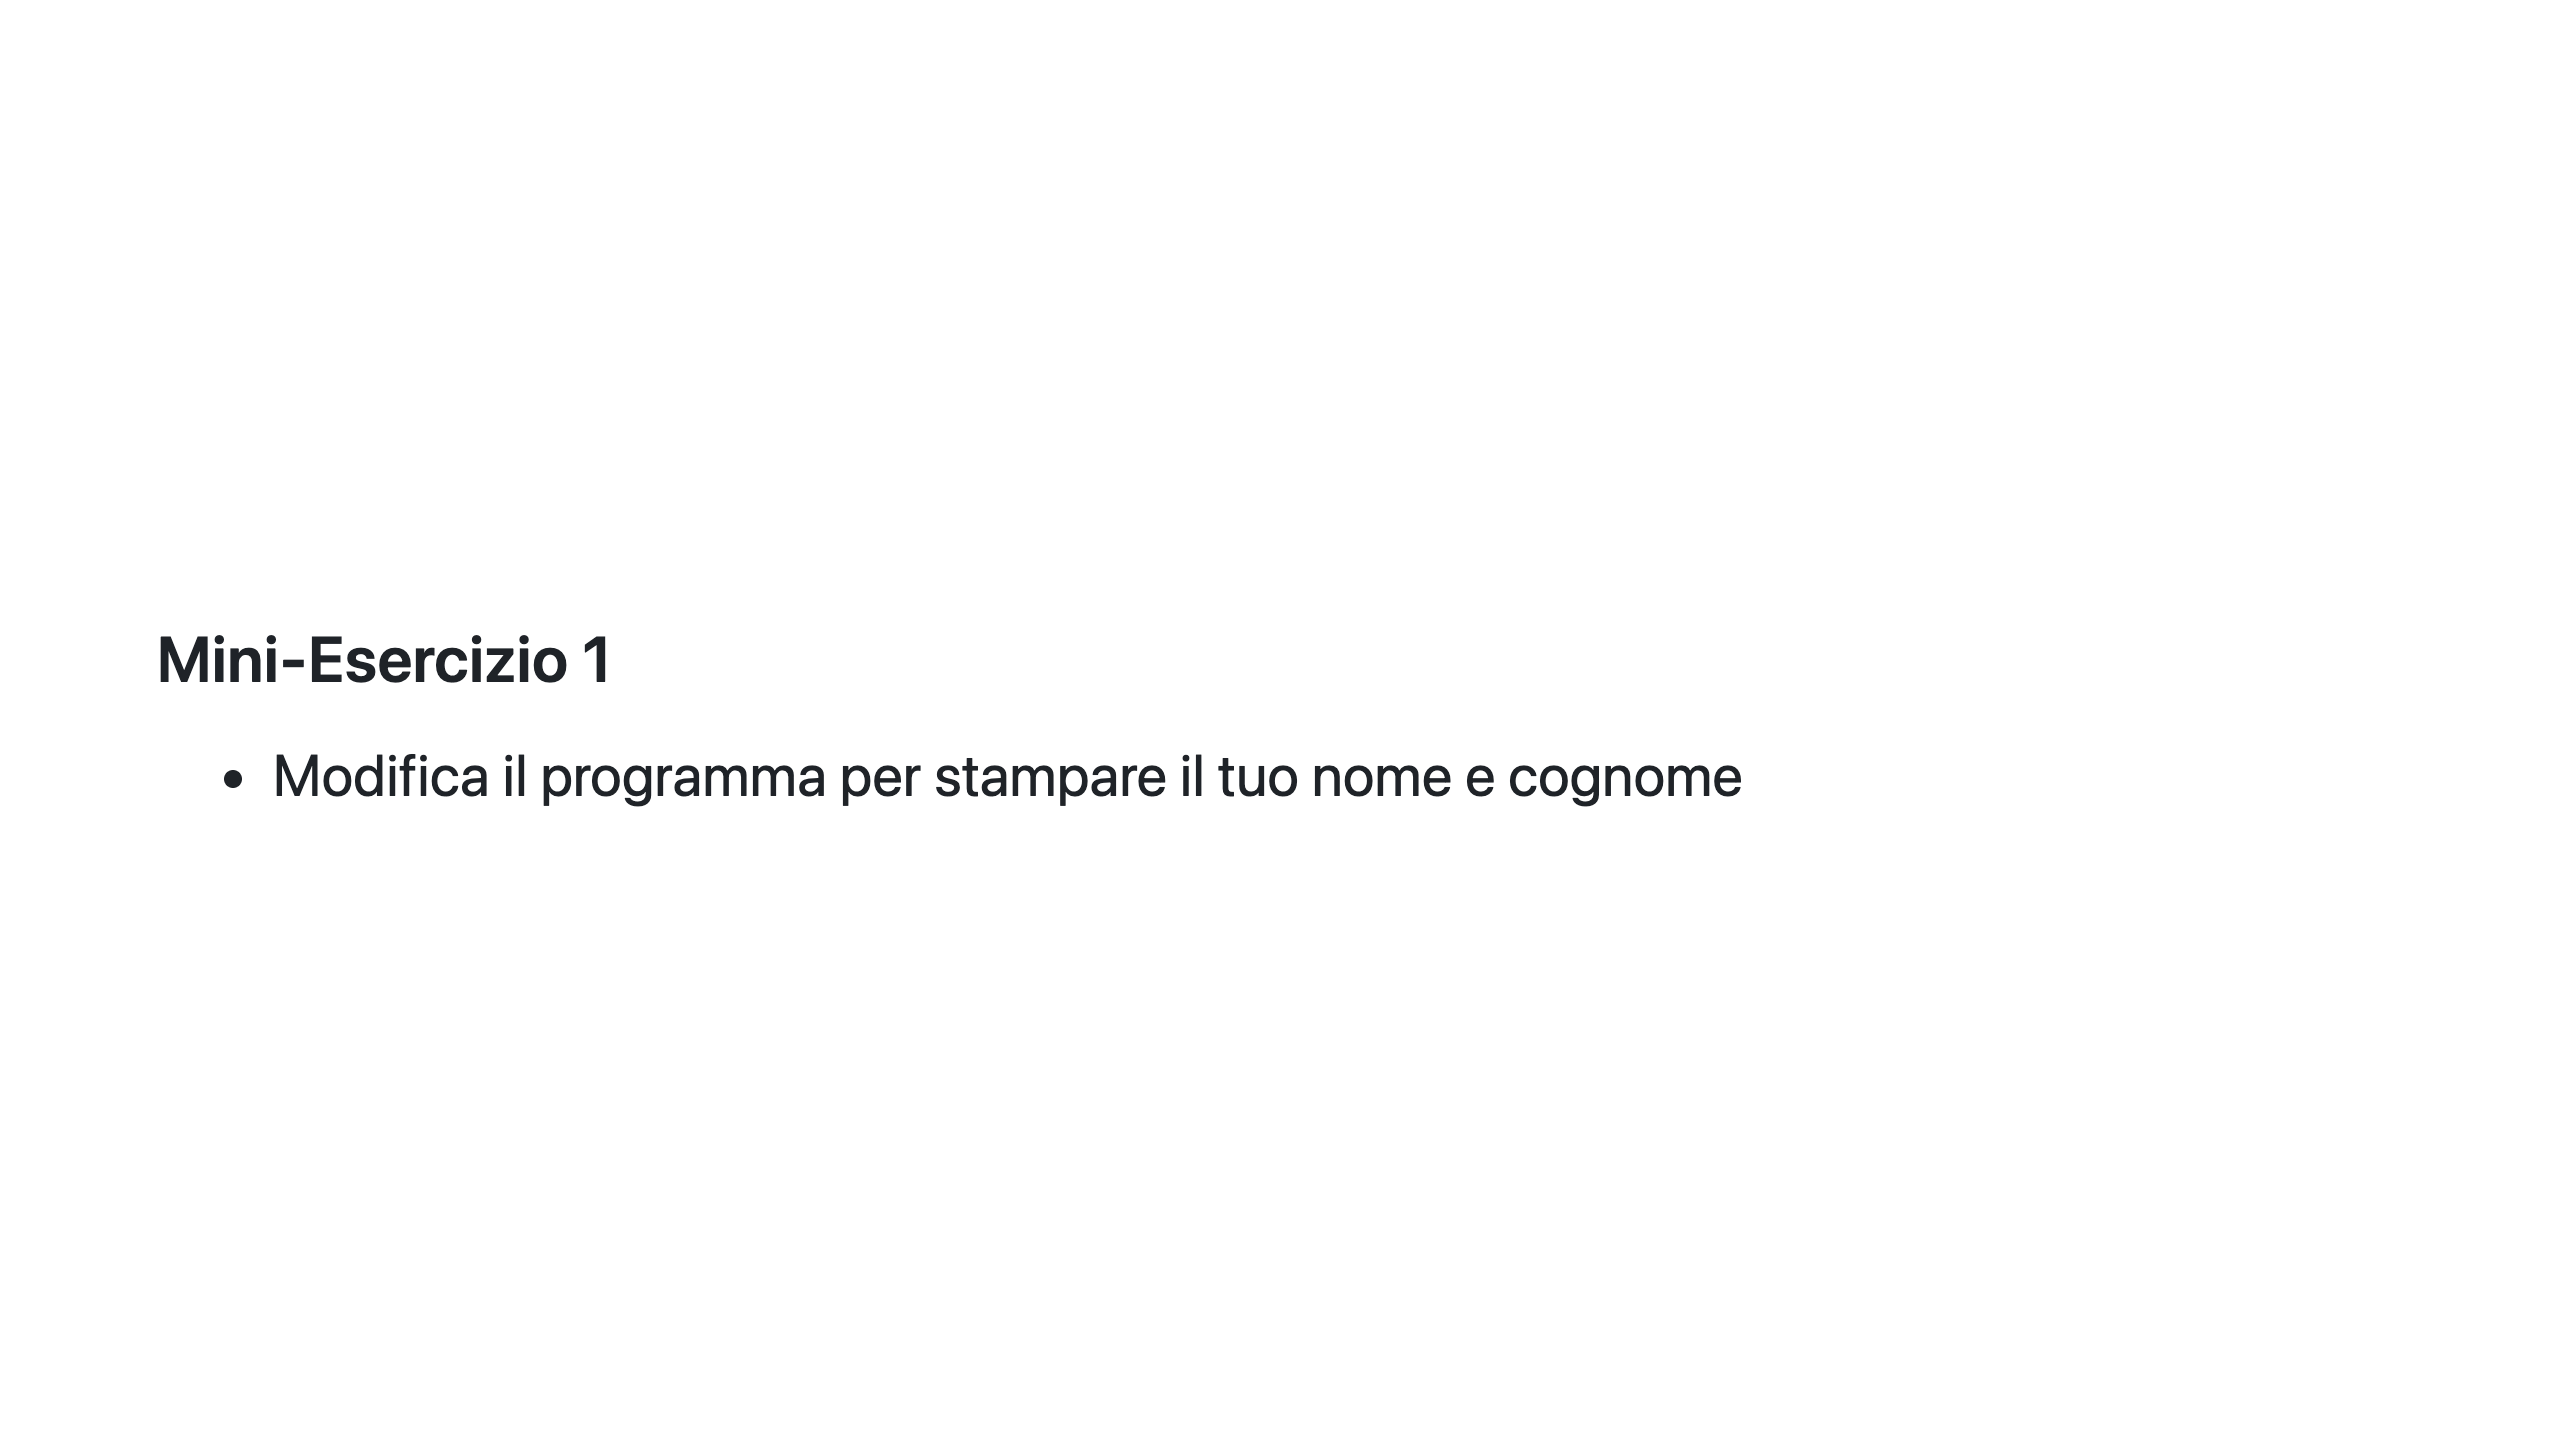 Mini-Esercizio 1
• Modifica il programma per stampare il tuo nome e cognome